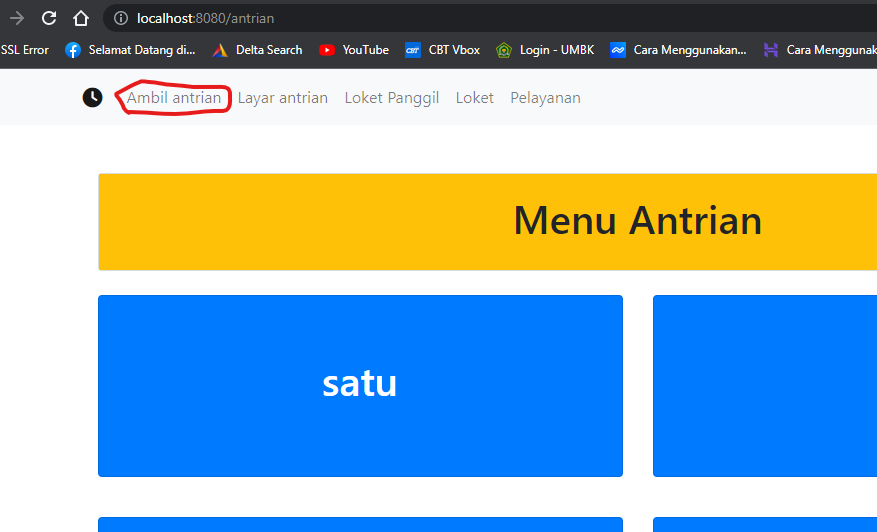 localhost:8080/antrian
SSL Error Selamat Datang di... Delta Search YouTube CBT CBT Vbox Login - UMBK Cara Menggunakan... Cara Menggunak
Ambil antrian Layar antrian Loket Panggil Loket Pelayanan
Menu Antrian
satu